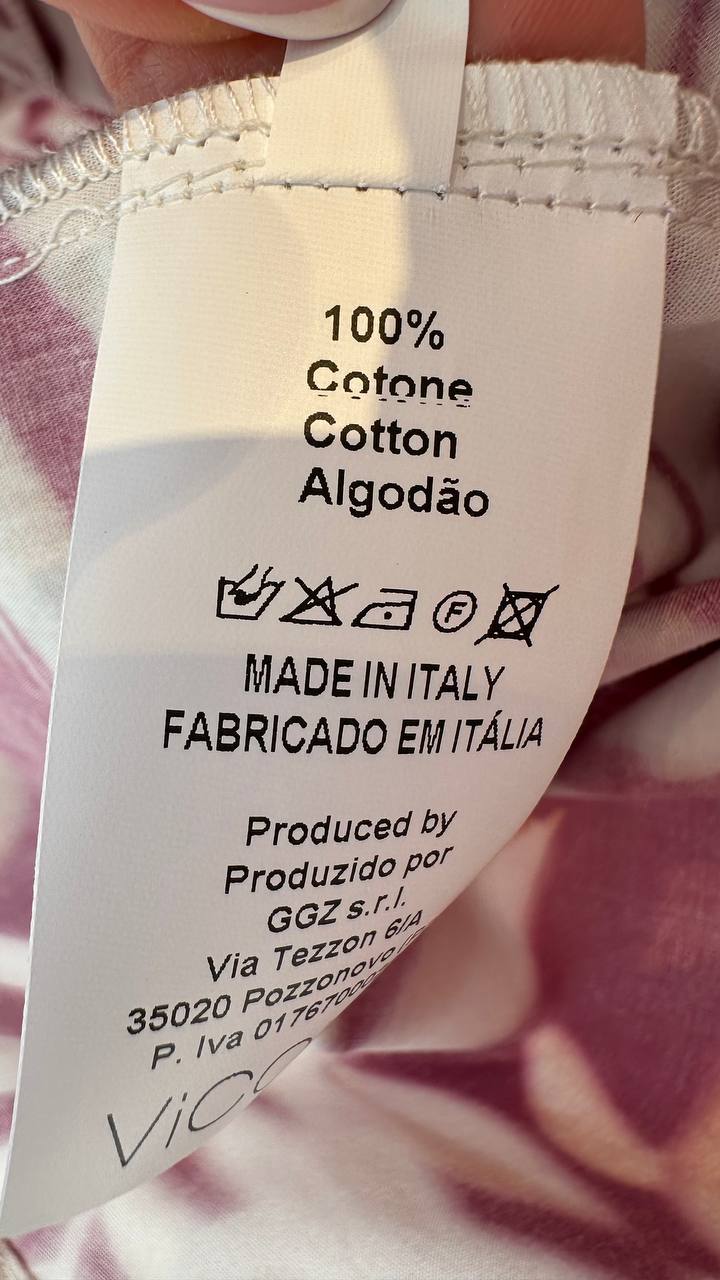 100%
Cotone
Cotton
Algodão
F
MADE IN ITALY
FABRICADO EM ITÁLIA
Produced by
Produzido por
GGZ s.r.l.
Via Tezzon 6/A
35020 Pozzonovo
P. Iva